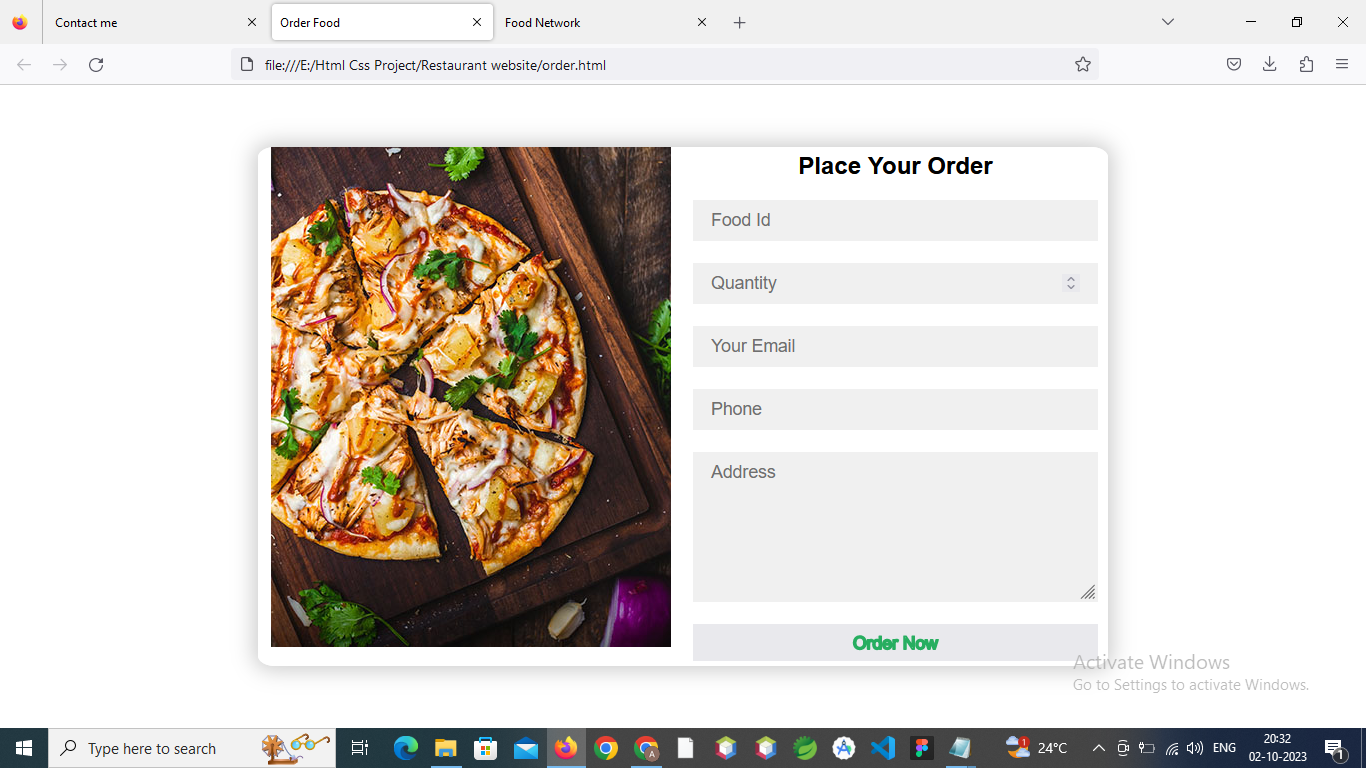 Contact me
Order Food
Food Network
file:///E:/Html Css Project/Restaurant website/order.html
Place Your Order
Food Id
Quantity
Your Email
Phone
Address
Order Now
Activate Windows
Go to Settings to activate Windows.
Type here to search
A
1
24°C
ENG
20:32
02-10-2023
1